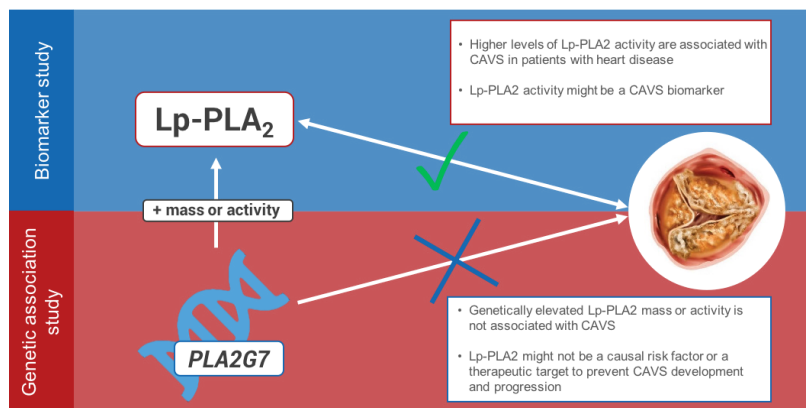 Biomarker study
• Higher levels of Lp-PLA2 activity are associated with
CAVS in patients with heart disease
• Lp-PLA2 activity might be a CAVS biomarker
Lp-PLA₂
+ mass or activity
Genetic association
study
PLA2G7
• Genetically elevated Lp-PLA2 mass or activity is
not associated with CAVS
• Lp-PLA2 might not be a causal risk factor or a
therapeutic target to prevent CAVS development
and progression